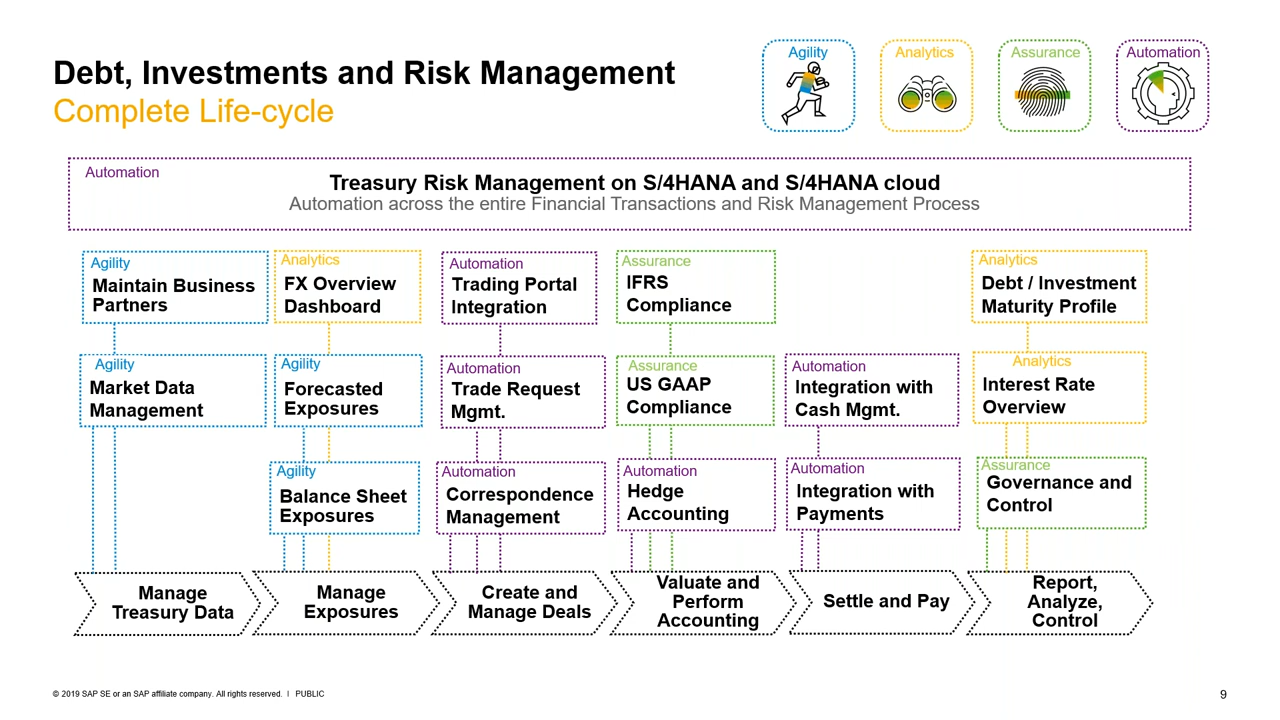 Debt, Investments and Risk Management
Complete Life-cycle
Agility
Analytics
Assurance
Automation
Automation
Treasury Risk Management on S/4HANA and S/4HANA cloud
Automation across the entire Financial Transactions and Risk Management Process
Agility
Maintain Business
Partners
Analytics
FX Overview
Dashboard
Automation
Trading Portal
Integration
Assurance
IFRS
Compliance
Analytics
Debt / Investment
Maturity Profile
Agility
Market Data
Management
Agility
Forecasted
Exposures
Automation
Trade Request
Mgmt.
Assurance
US GAAP
Compliance
Automation
Integration with
Cash Mgmt.
Analytics
Interest Rate
Overview
Agility
Balance Sheet
Exposures
Automation
Correspondence
Management
Automation
Hedge
Accounting
Automation
Integration with
Payments
Assurance
Governance and
Control
Manage
Treasury Data
Manage
Exposures
Create and
Manage Deals
Valuate and
Perform
Accounting
Settle and Pay
Report,
Analyze,
Control
© 2019 SAP SE or an SAP affiliate company. All rights reserved. I PUBLIC
9